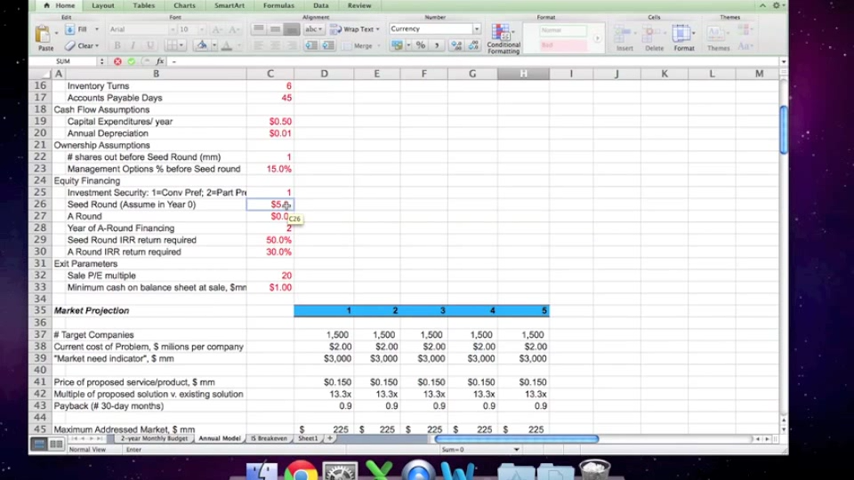 Home Layout Tables Charts SmartArt Formulas Data Review
Edit Font Alignment Number Format Cells Themes
Paste Fill Clear Arial 10 abc Wrap Text Merge Currency % Conditional Formatting Normal Bad Insert Delete Format Themes Aa
SUM fx =
A B C D E F G H I J K L M
16 Inventory Turns 6
17 Accounts Payable Days 45
18 Cash Flow Assumptions
19 Capital Expenditures/ year $0.50
20 Annual Depreciation $0.01
21 Ownership Assumptions
22 # shares out before Seed Round (mm) 1
23 Management Options % before Seed round 15.0%
24 Equity Financing
25 Investment Security: 1=Conv Pref; 2=Part Pre 1
26 Seed Round (Assume in Year 0) $5.
27 A Round $0.0 C26
28 Year of A-Round Financing 2
29 Seed Round IRR return required 50.0%
30 A Round IRR return required 30.0%
31 Exit Parameters
32 Sale P/E multiple 20
33 Minimum cash on balance sheet at sale, $mm $1.00
34
35 Market Projection 1 2 3 4 5
36
37 # Target Companies 1,500 1,500 1,500 1,500 1,500
38 Current cost of Problem, $ milions per company $2.00 $2.00 $2.00 $2.00 $2.00
39 "Market need indicator", $ mm $3,000 $3,000 $3,000 $3,000 $3,000
40
41 Price of proposed service/product, $ mm $0.150 $0.150 $0.150 $0.150 $0.150
42 Multiple of proposed solution v. existing solution 13.3x 13.3x 13.3x 13.3x 13.3x
43 Payback (# 30-day months) 0.9 0.9 0.9 0.9 0.9
44
45 Maximum Addressed Market, $ mm $ 225 $ 225 $ 225 $ 225 $ 225
2-year Monthly Budget Annual Model IS Breakeven Sheet1 +
Normal View Enter Sum=0